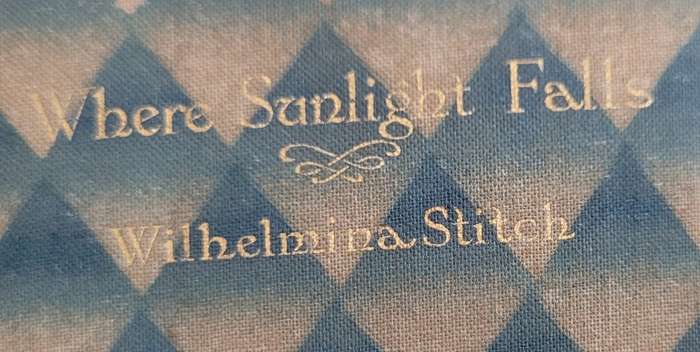 Where Sunlight Falls
Wilhelmina Stitch